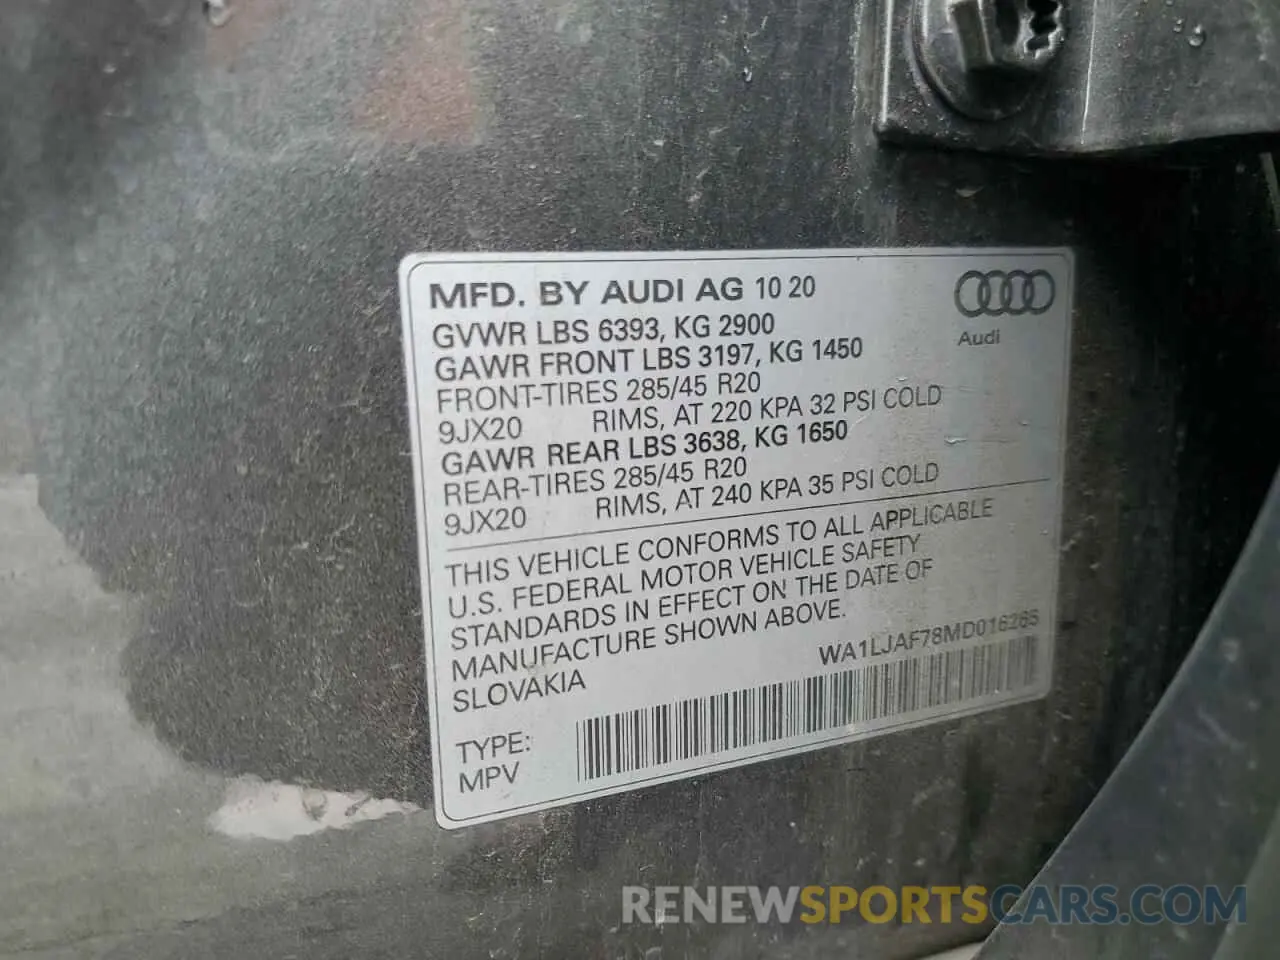 MFD. BY AUDI AG 10 20
Audi
GVWR LBS 6393, KG 2900
GAWR FRONT LBS 3197, KG 1450
FRONT-TIRES 285/45 R20
9JX20 RIMS, AT 220 KPA 32 PSI COLD
GAWR REAR LBS 3638, KG 1650
REAR-TIRES 285/45 R20
9JX20 RIMS, AT 240 KPA 35 PSI COLD
THIS VEHICLE CONFORMS TO ALL APPLICABLE
U.S. FEDERAL MOTOR VEHICLE SAFETY
STANDARDS IN EFFECT ON THE DATE OF
MANUFACTURE SHOWN ABOVE.
SLOVAKIA
WA1LJAF78MD016265
TYPE:
MPV
RENEWSPORTSCARS.COM